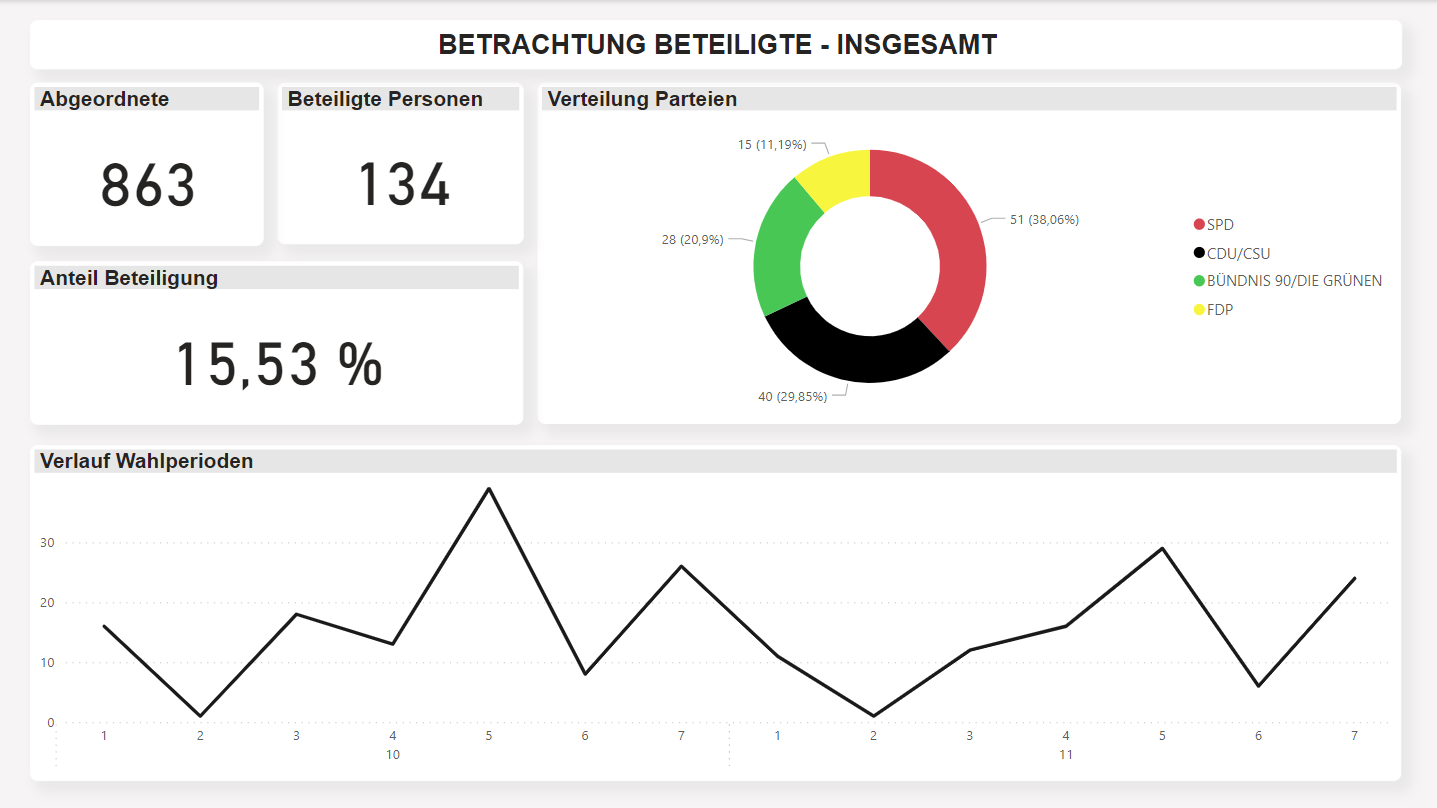 BETRACHTUNG BETEILIGTE - INSGESAMT
Abgeordnete
863
Beteiligte Personen
134
Anteil Beteiligung
15,53 %
Verteilung Parteien
15 (11,19%)
51 (38,06%)
28 (20,9%)
40 (29,85%)
SPD
CDU/CSU
BÜNDNIS 90/DIE GRÜNEN
FDP
Verlauf Wahlperioden
30
20
10
0
1 2 3 4 5 6 7 1 2 3 4 5 6 7
10 11